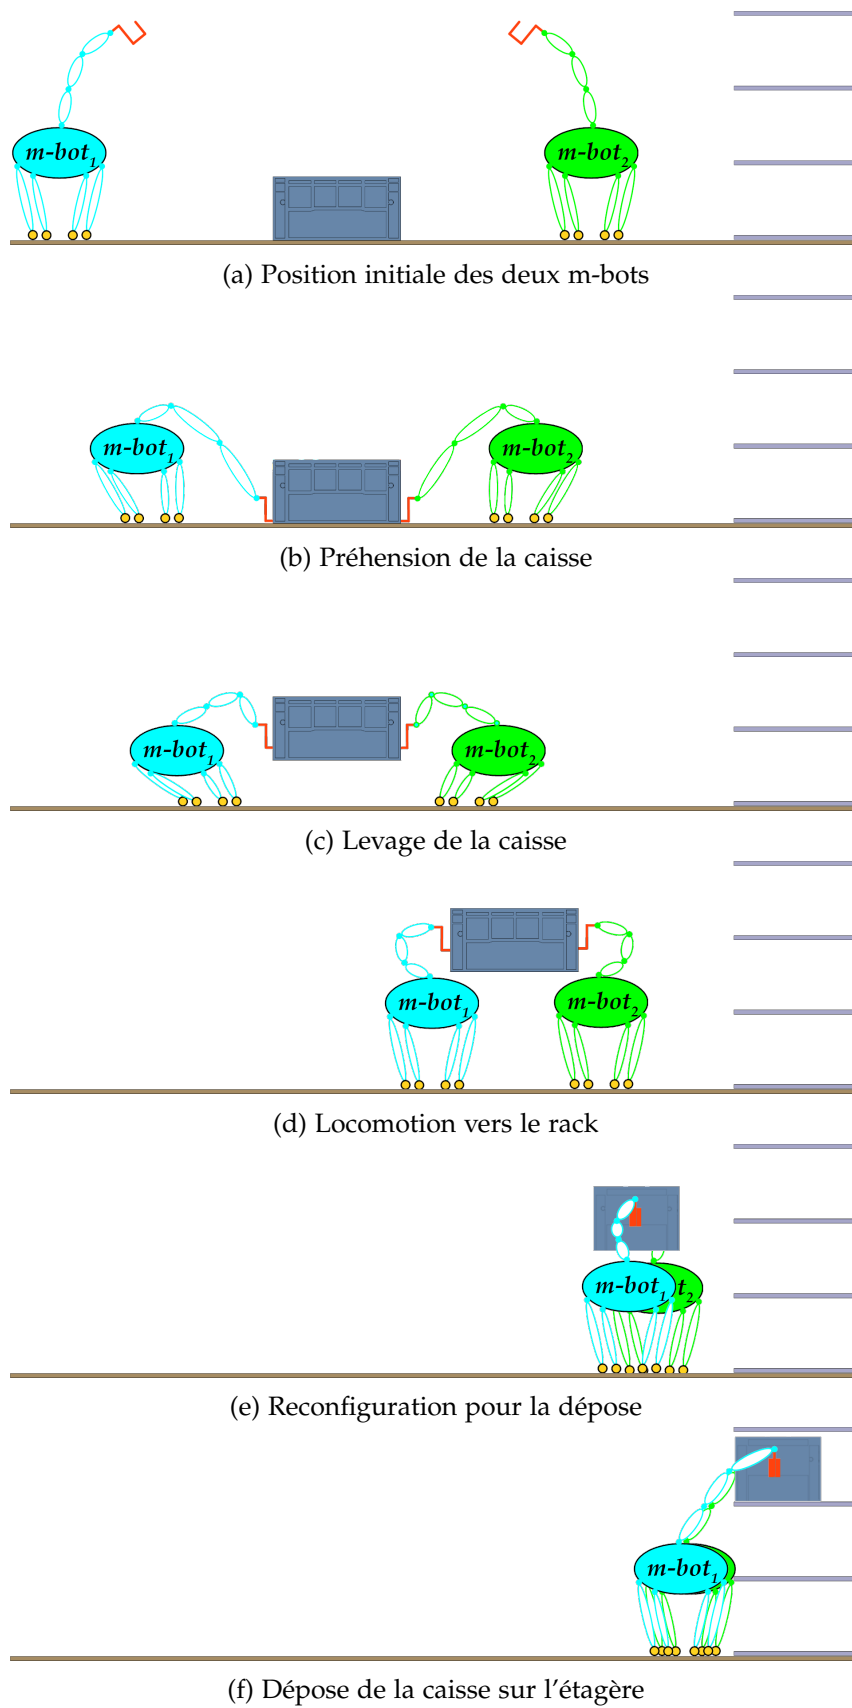 m-bot1 m-bot2
(a) Position initiale des deux m-bots
m-bot1 m-bot2
(b) Préhension de la caisse
m-bot1 m-bot2
(c) Levage de la caisse
m-bot1 m-bot2
(d) Locomotion vers le rack
m-bot1 t2
(e) Reconfiguration pour la dépose
m-bot1
(f) Dépose de la caisse sur l'étagère